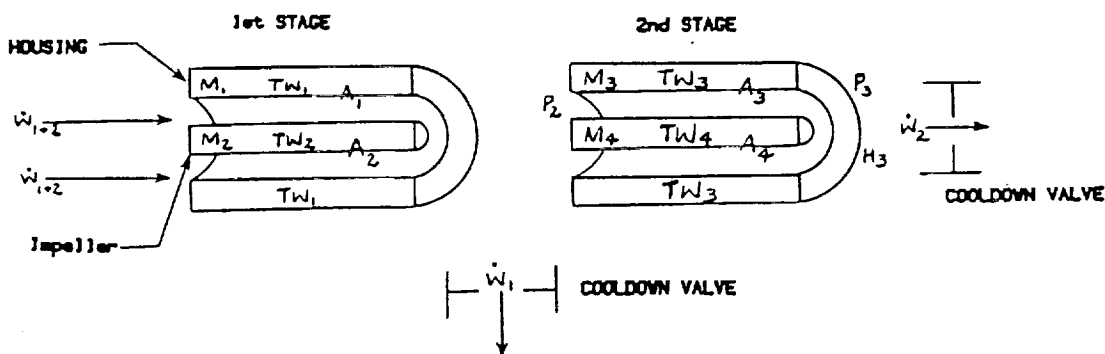 1st STAGE
2nd STAGE
HOUSING
M₁ TW₁ A₁
M₃ TW₃ A₃
P₂
P₃
Ẇ₁₊₂
M₂ TW₂ A₂
M₄ TW₄ A₄
Ẇ₂
H₃
Ẇ₁₊₂
TW₁
TW₃
COOLDOWN VALVE
Impeller
Ẇ₁
COOLDOWN VALVE